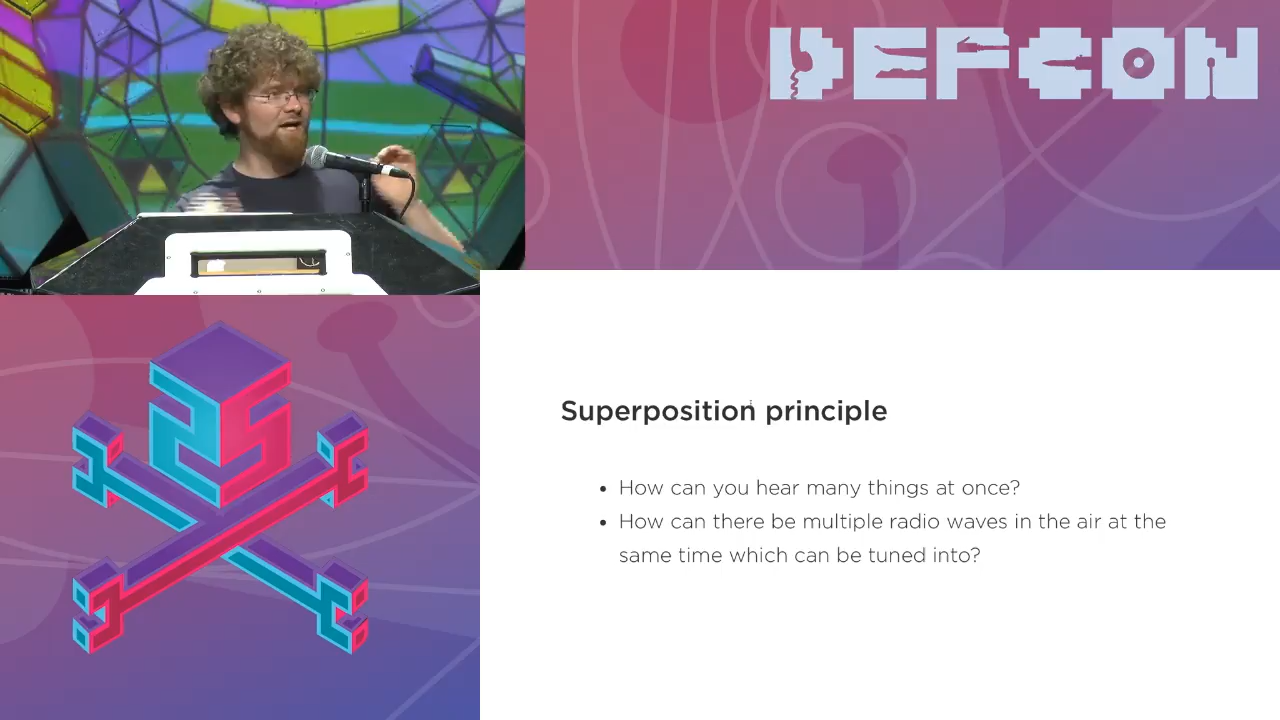 DEFCON
25
Superposition principle
• How can you hear many things at once?
• How can there be multiple radio waves in the air at the
same time which can be tuned into?